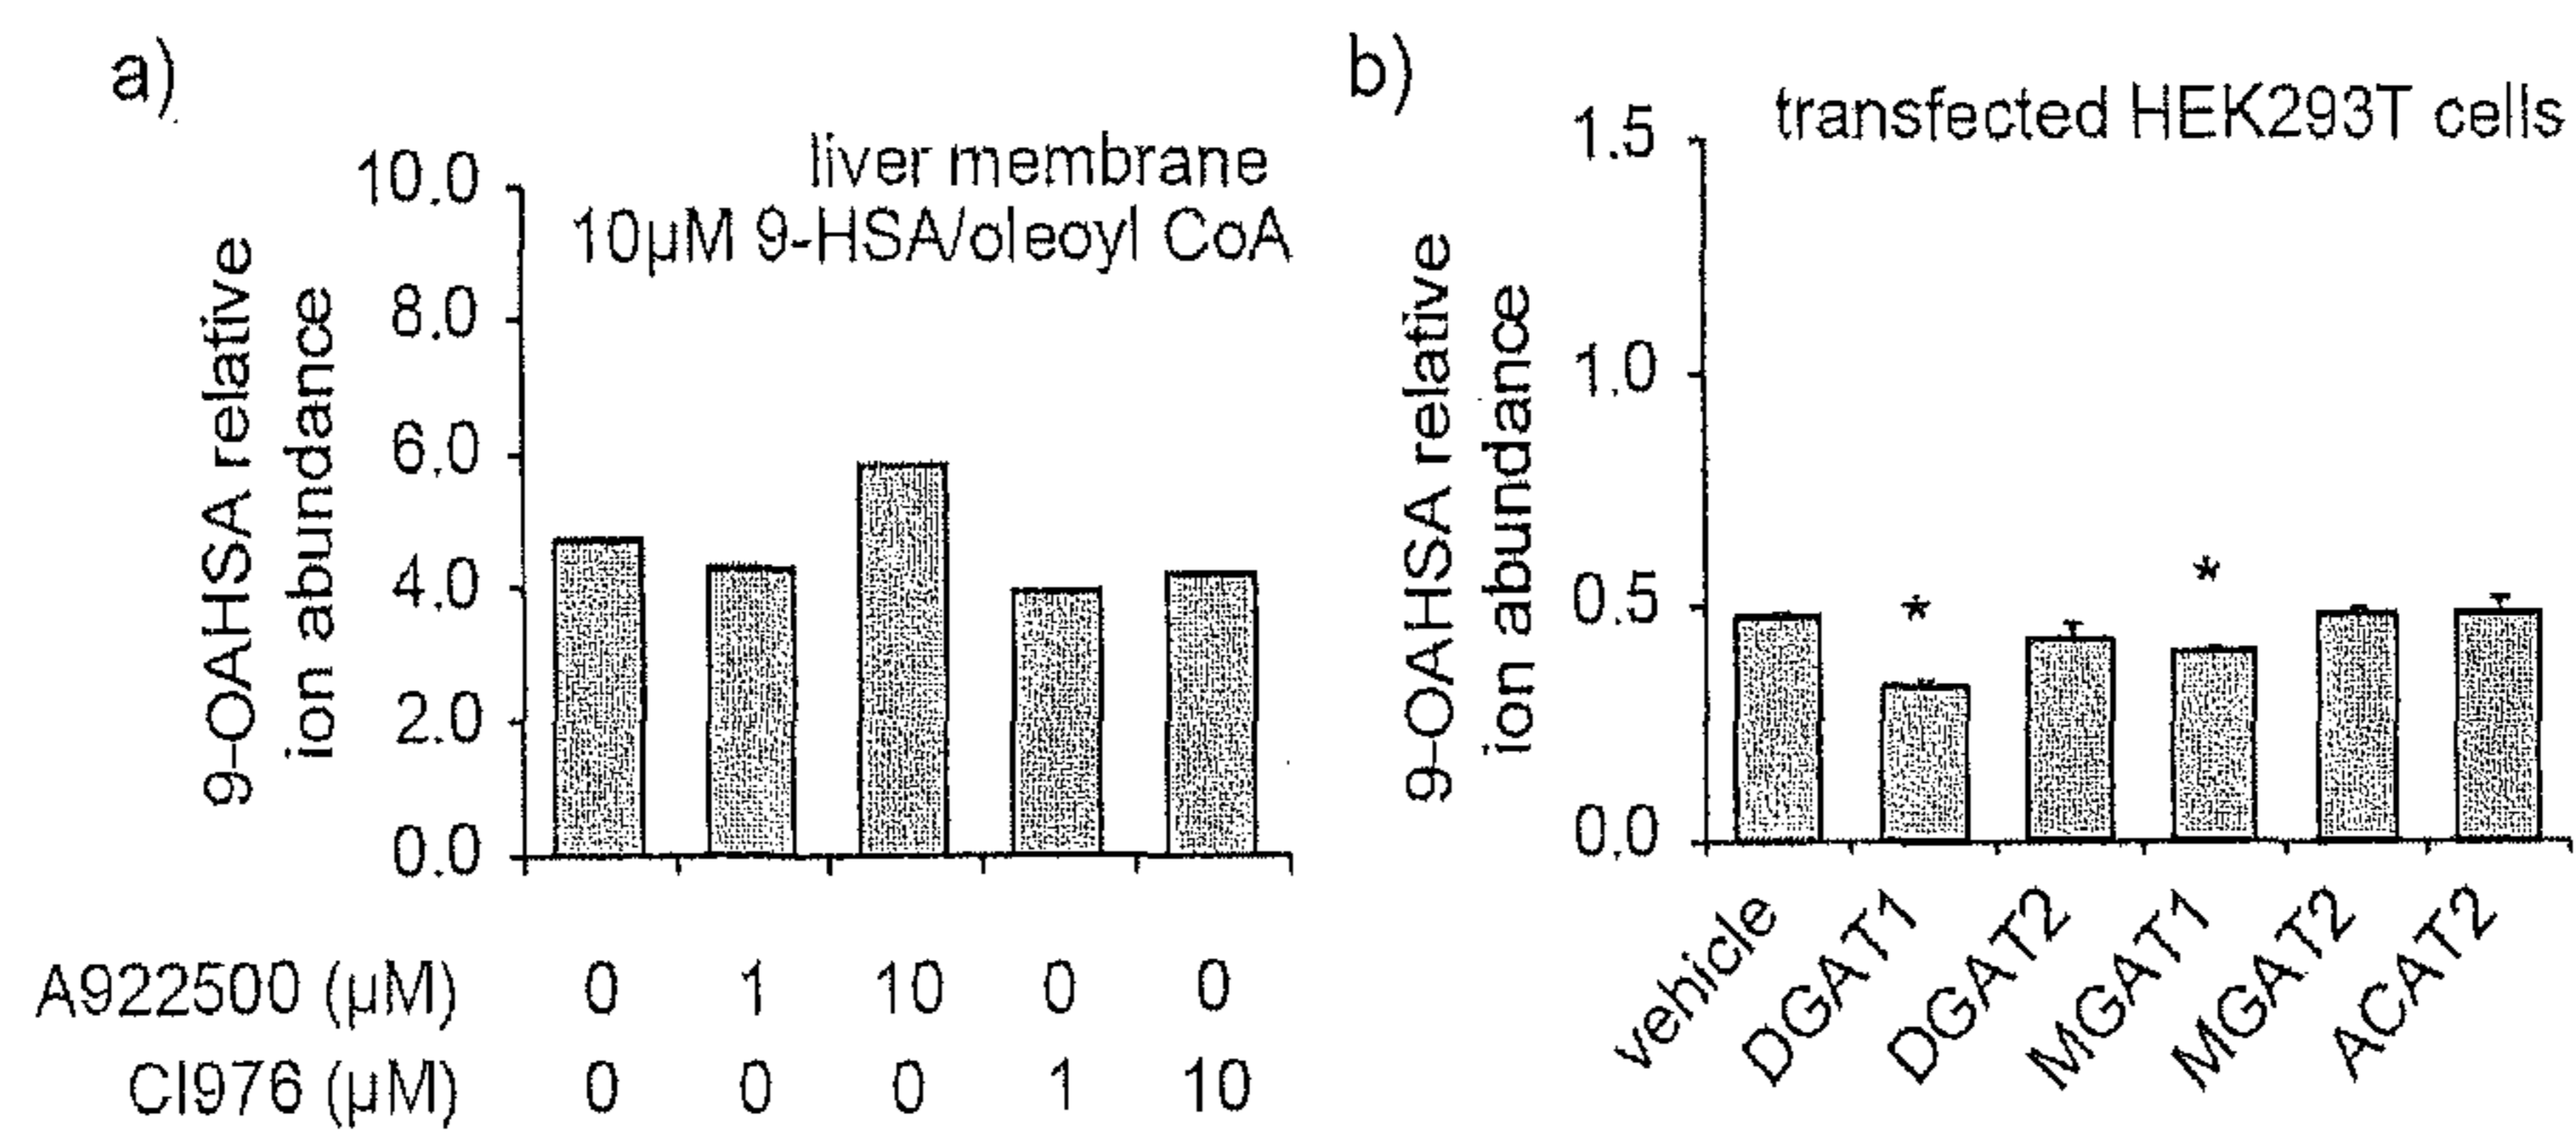 a)
liver membrane
10µM 9-HSA/oleoyl CoA
9-OAHSA relative
ion abundance
10.0
8.0
6.0
4.0
2.0
0.0
A922500 (µM) 0 1 10 0 0
CI976 (µM) 0 0 0 1 10
b)
transfected HEK293T cells
9-OAHSA relative
ion abundance
1.5
1.0
0.5
0.0
* *
vehicle
DGAT1
DGAT2
MGAT1
MGAT2
ACAT2